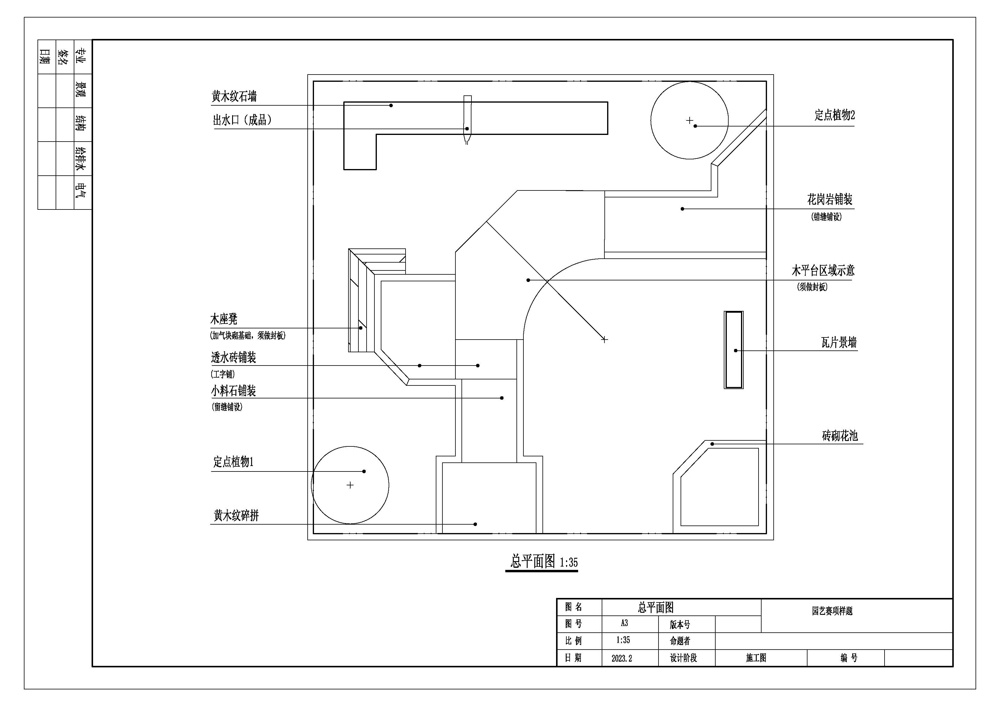 专业
签名
日期
景观
结构
给排水
电气
黄木纹石墙
出水口（成品）
定点植物2
花岗岩铺装
(错缝铺设)
木平台区域示意
(须做封板)
木座凳
(加气块砌基础，须做封板)
瓦片景墙
透水砖铺装
(工字铺)
小料石铺装
(留缝铺设)
砖砌花池
定点植物1
黄木纹碎拼
总平面图 1:35
图 名 总平面图 园艺赛项样题
图 号 A3 版本号
比 例 1:35 命题者
日 期 2023.2 设计阶段 施工图 编 号